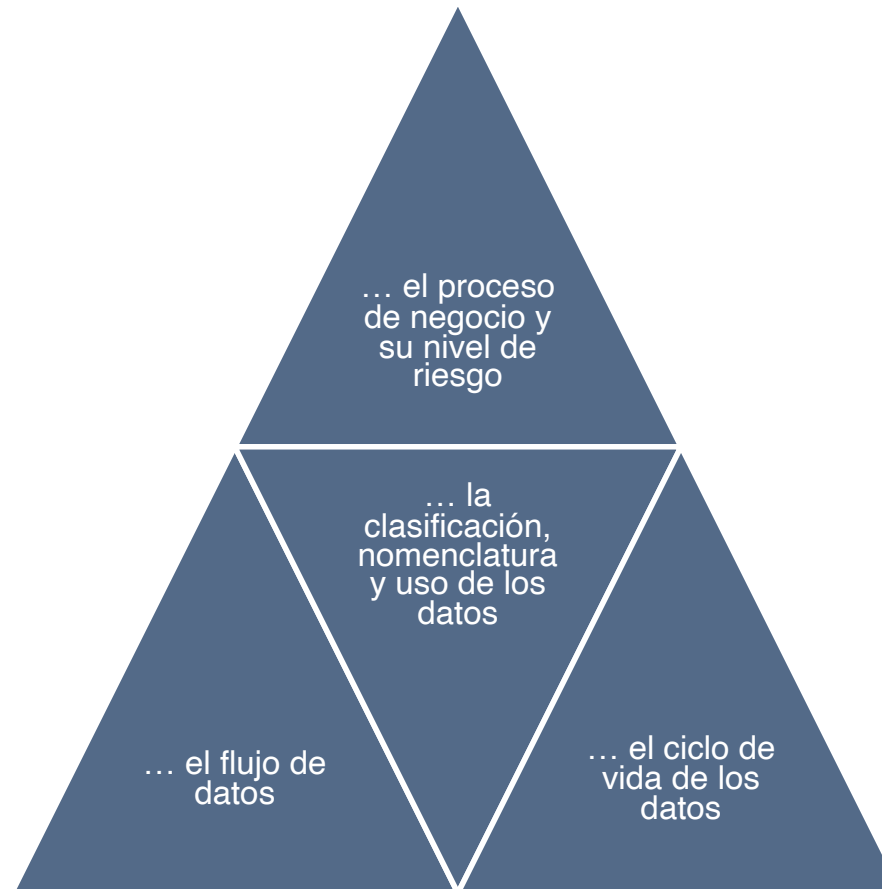 … el proceso
de negocio y
su nivel de
riesgo
… la
clasificación,
nomenclatura
y uso de los
datos
… el flujo de
datos
… el ciclo de
vida de los
datos